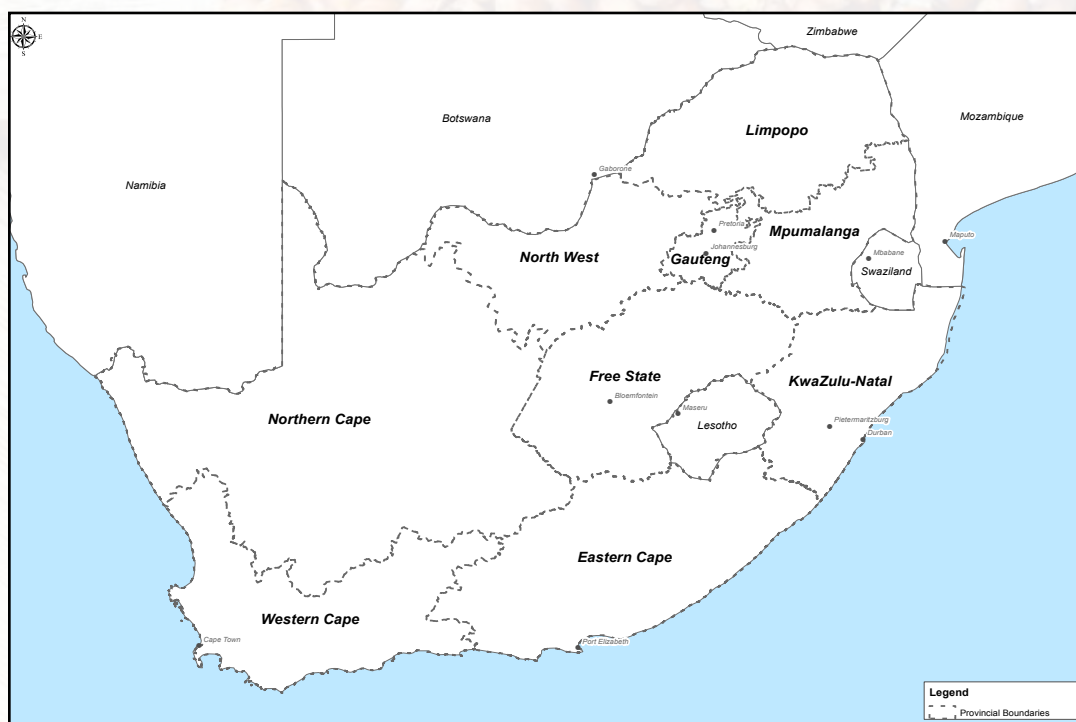 N
E
S
Zimbabwe
Mozambique
Botswana
Limpopo
Namibia
Gaborone
Pretoria
Mpumalanga
Maputo
Johannesburg
North West
Gauteng
Mbabane
Swaziland
Free State
KwaZulu-Natal
Bloemfontein
Maseru
Northern Cape
Lesotho
Pietermaritzburg
Durban
Eastern Cape
Western Cape
Cape Town
Port Elizabeth
Legend
Provincial Boundaries